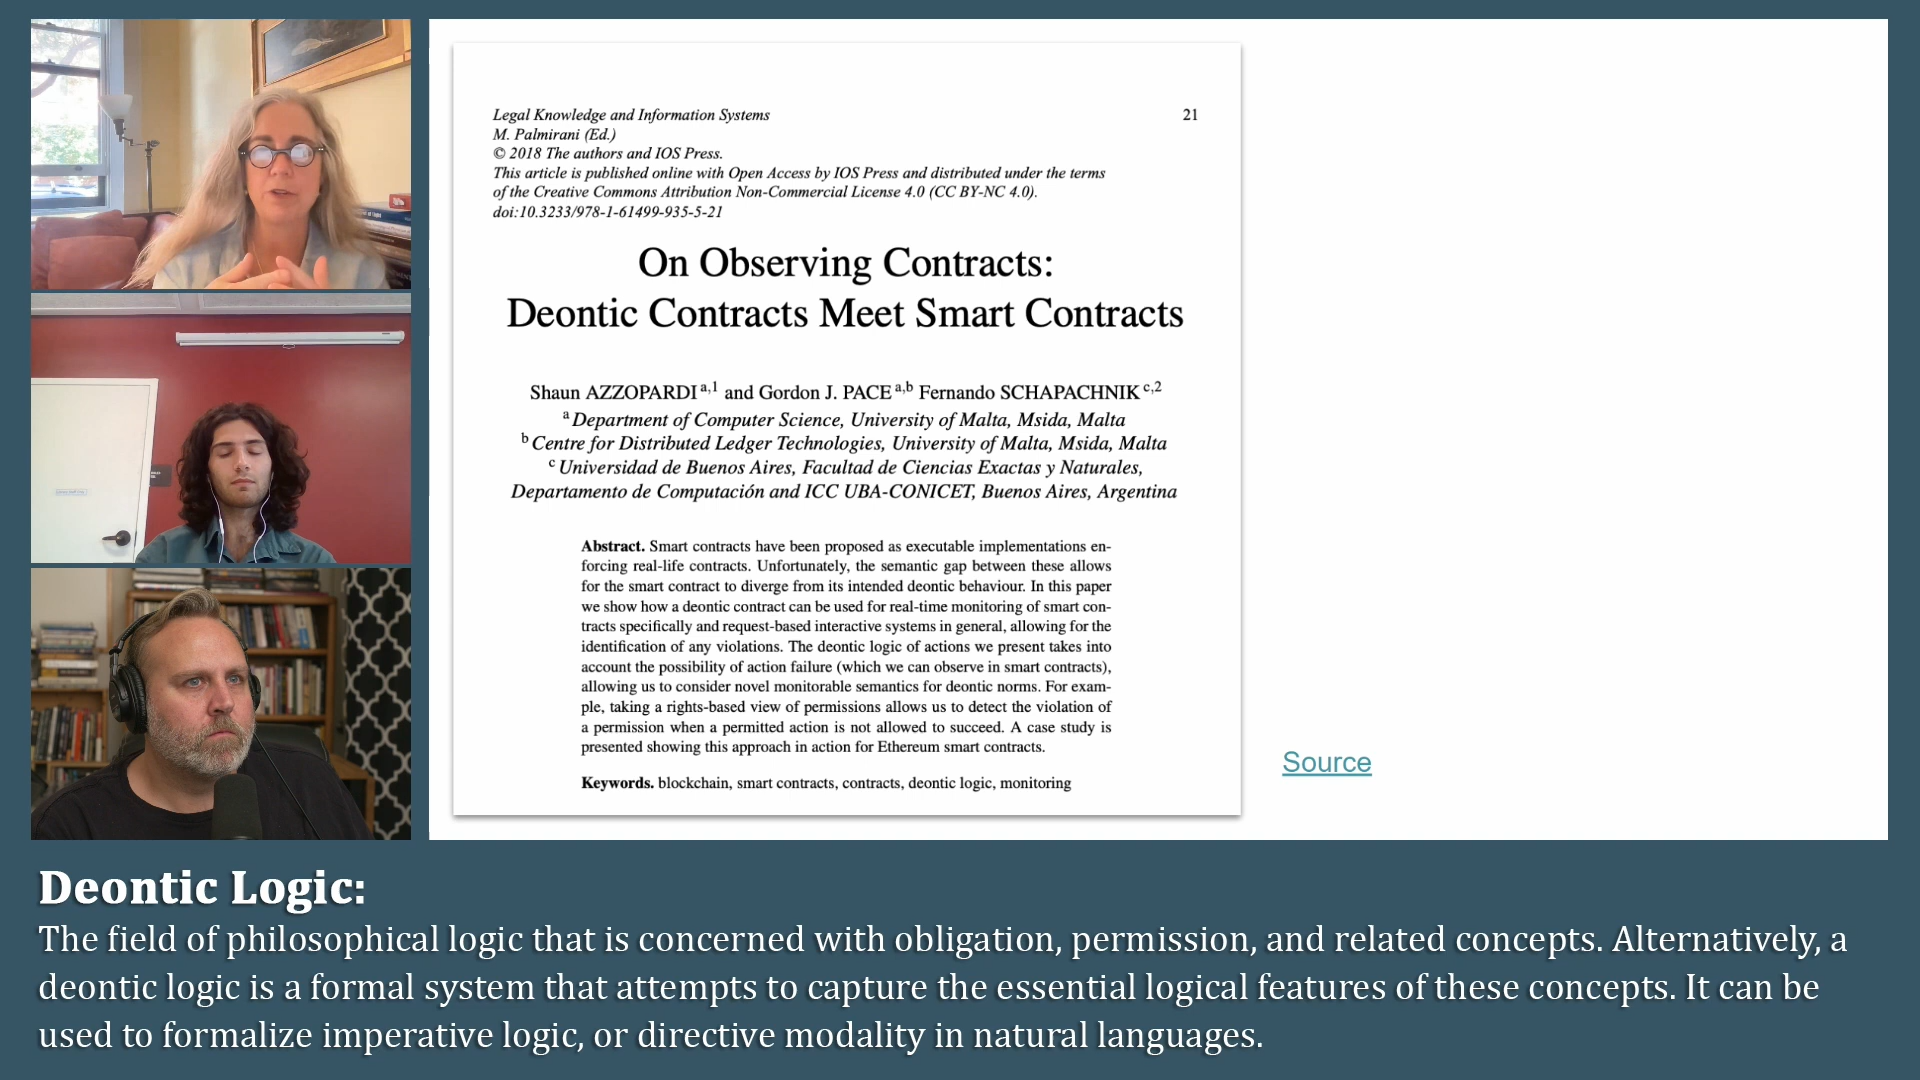 Legal Knowledge and Information Systems
21
M. Palmirani (Ed.)
© 2018 The authors and IOS Press.
This article is published online with Open Access by IOS Press and distributed under the terms
of the Creative Commons Attribution Non-Commercial License 4.0 (CC BY-NC 4.0).
doi:10.3233/978-1-61499-935-5-21
On Observing Contracts:
Deontic Contracts Meet Smart Contracts
Shaun AZZOPARDI a,1 and Gordon J. PACE a,b Fernando SCHAPACHNIK c,2
a Department of Computer Science, University of Malta, Msida, Malta
b Centre for Distributed Ledger Technologies, University of Malta, Msida, Malta
c Universidad de Buenos Aires, Facultad de Ciencias Exactas y Naturales,
Departamento de Computación and ICC UBA-CONICET, Buenos Aires, Argentina
Abstract. Smart contracts have been proposed as executable implementations en-
forcing real-life contracts. Unfortunately, the semantic gap between these allows
for the smart contract to diverge from its intended deontic behaviour. In this paper
we show how a deontic contract can be used for real-time monitoring of smart con-
tracts specifically and request-based interactive systems in general, allowing for the
identification of any violations. The deontic logic of actions we present takes into
account the possibility of action failure (which we can observe in smart contracts),
allowing us to consider novel monitorable semantics for deontic norms. For exam-
ple, taking a rights-based view of permissions allows us to detect the violation of
a permission when a permitted action is not allowed to succeed. A case study is
presented showing this approach in action for Ethereum smart contracts.
Keywords. blockchain, smart contracts, contracts, deontic logic, monitoring
Source
Deontic Logic:
The field of philosophical logic that is concerned with obligation, permission, and related concepts. Alternatively, a
deontic logic is a formal system that attempts to capture the essential logical features of these concepts. It can be
used to formalize imperative logic, or directive modality in natural languages.